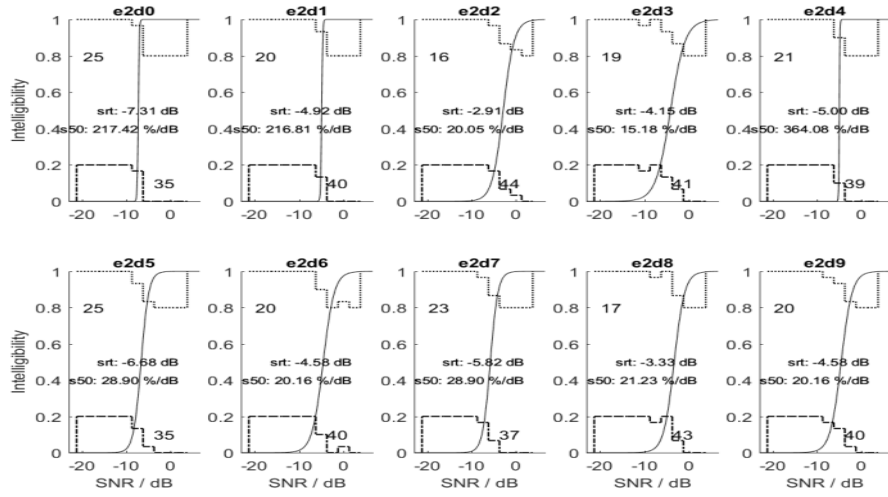 e2d0 e2d1 e2d2 e2d3 e2d4
1 1 1 1 1
0.8 0.8 0.8 0.8 0.8
25 20 16 19 21
0.6 0.6 0.6 0.6 0.6
Intelligibility
srt: -7.31 dB srt: -4.92 dB srt: -2.91 dB srt: -4.15 dB srt: -5.00 dB
0.4 0.4 0.4 0.4 0.4
s50: 217.42 %/dB s50: 216.81 %/dB s50: 20.05 %/dB s50: 15.18 %/dB s50: 364.08 %/dB
0.2 0.2 0.2 0.2 0.2
35 40 44 41 39
0 0 0 0 0
-20 -10 0 -20 -10 0 -20 -10 0 -20 -10 0 -20 -10 0
e2d5 e2d6 e2d7 e2d8 e2d9
1 1 1 1 1
0.8 0.8 0.8 0.8 0.8
25 20 23 17 20
0.6 0.6 0.6 0.6 0.6
Intelligibility
srt: -6.68 dB srt: -4.58 dB srt: -5.82 dB srt: -3.33 dB srt: -4.58 dB
0.4 0.4 0.4 0.4 0.4
s50: 28.90 %/dB s50: 20.16 %/dB s50: 28.90 %/dB s50: 21.23 %/dB s50: 20.16 %/dB
0.2 0.2 0.2 0.2 0.2
35 40 37 43 40
0 0 0 0 0
-20 -10 0 -20 -10 0 -20 -10 0 -20 -10 0 -20 -10 0
SNR / dB SNR / dB SNR / dB SNR / dB SNR / dB